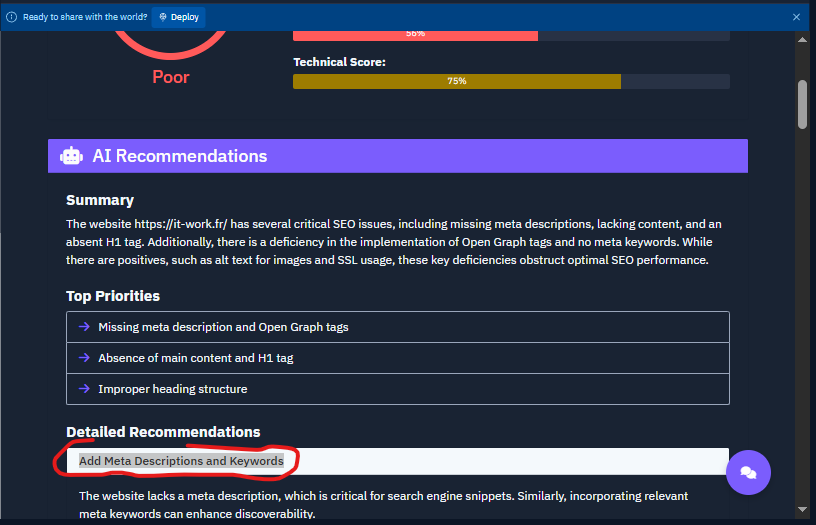 Ready to share with the world? Deploy
56%
Poor
Technical Score:
75%
AI Recommendations
Summary
The website https://it-work.fr/ has several critical SEO issues, including missing meta descriptions, lacking content, and an
absent H1 tag. Additionally, there is a deficiency in the implementation of Open Graph tags and no meta keywords. While
there are positives, such as alt text for images and SSL usage, these key deficiencies obstruct optimal SEO performance.
Top Priorities
Missing meta description and Open Graph tags
Absence of main content and H1 tag
Improper heading structure
Detailed Recommendations
Add Meta Descriptions and Keywords
The website lacks a meta description, which is critical for search engine snippets. Similarly, incorporating relevant
meta keywords can enhance discoverability.